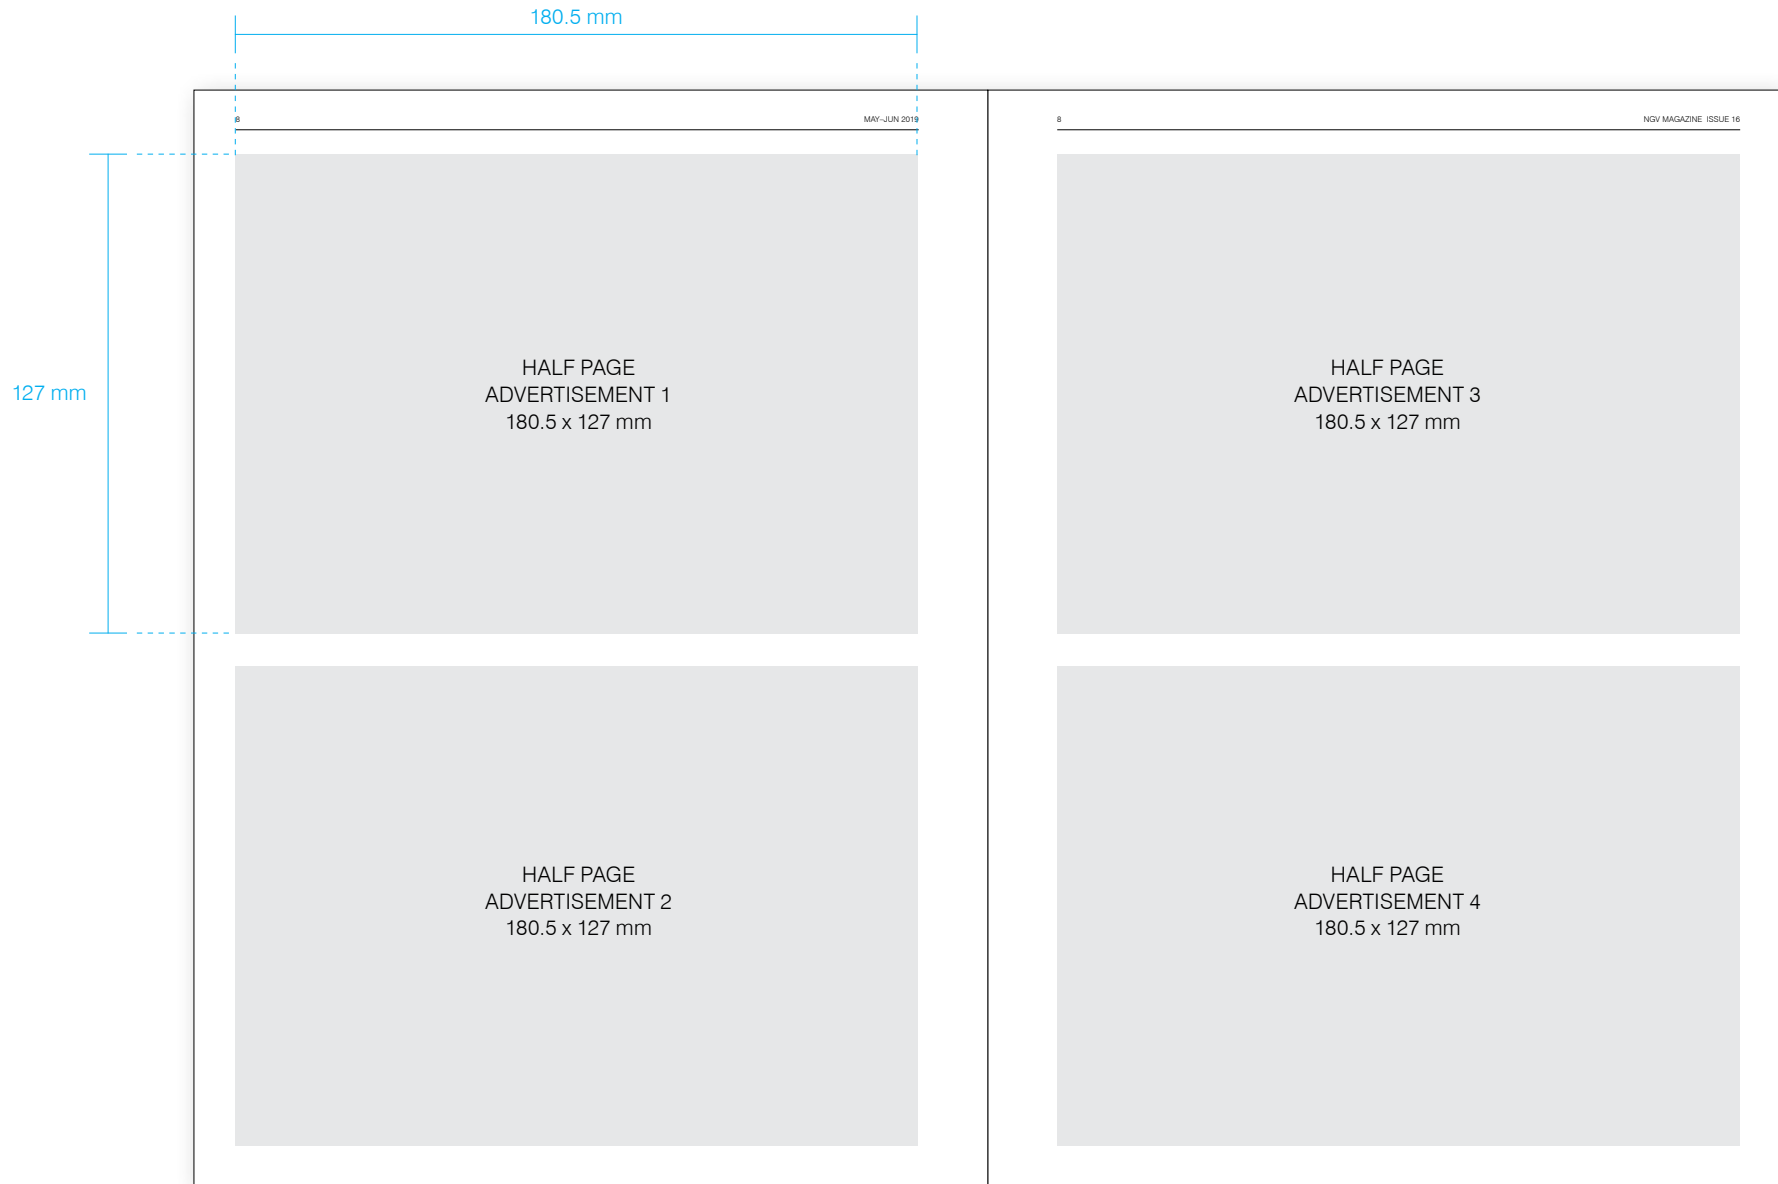 180.5 mm
8
MAY–JUN 2019
8
NGV MAGAZINE ISSUE 16
127 mm
HALF PAGE
ADVERTISEMENT 1
180.5 x 127 mm
HALF PAGE
ADVERTISEMENT 2
180.5 x 127 mm
HALF PAGE
ADVERTISEMENT 3
180.5 x 127 mm
HALF PAGE
ADVERTISEMENT 4
180.5 x 127 mm